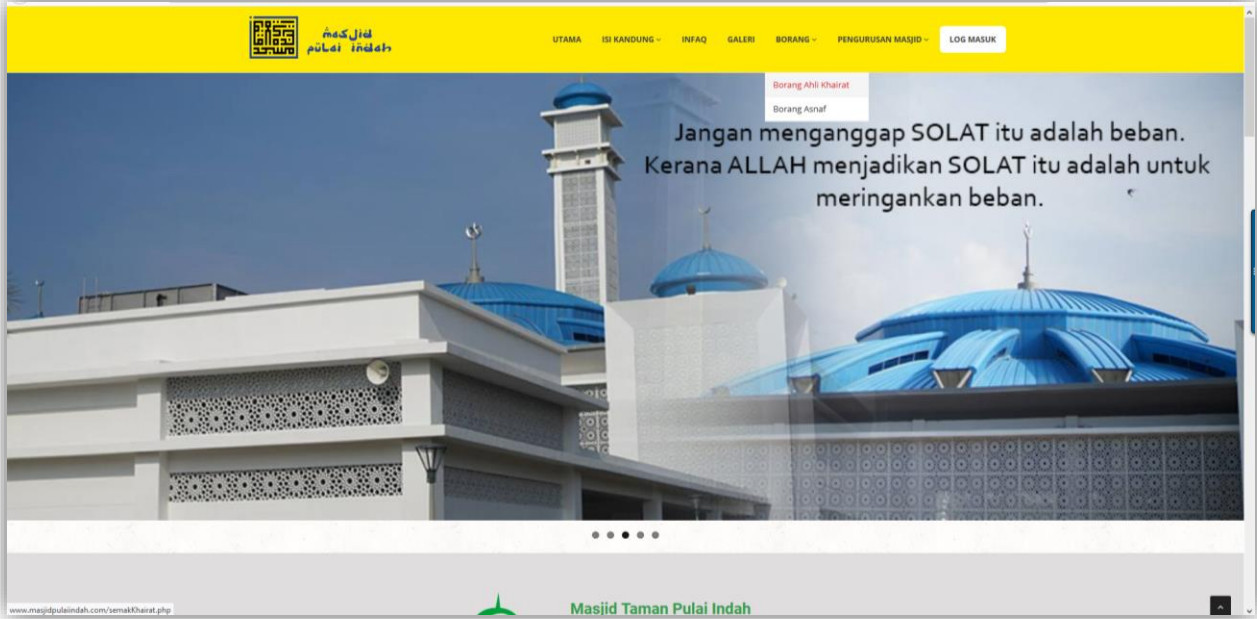 masjid
pulai indah
UTAMA ISI KANDUNG INFAQ GALERI BORANG PENGURUSAN MASJID LOG MASUK
Borang Ahli Khairat
Borang Asnaf
Jangan menganggap SOLAT itu adalah beban.
Kerana ALLAH menjadikan SOLAT itu adalah untuk
meringankan beban.
Masjid Taman Pulai Indah
www.masjidpulaiindah.com/semakKhairat.php